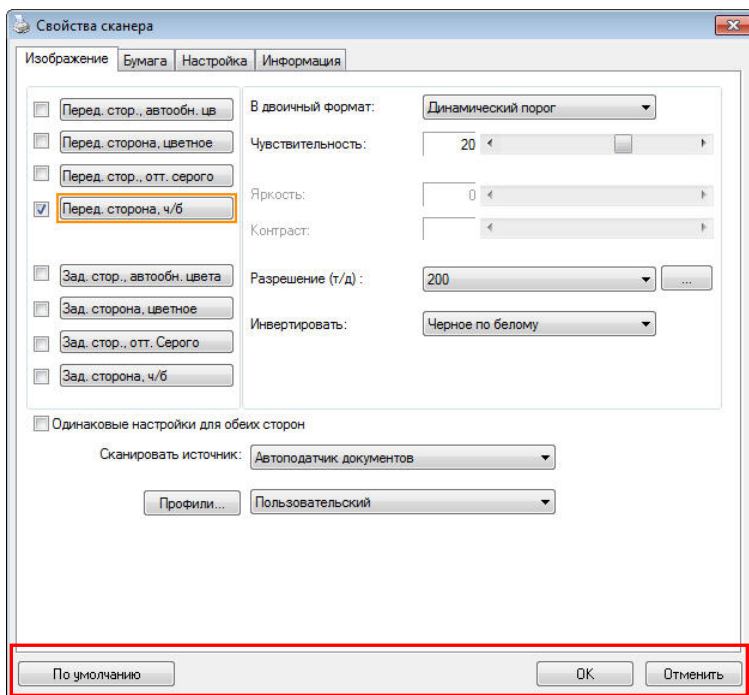 Свойства сканера
Изображение Бумага Настройка Информация
Перед. стор., автообн. цв
Перед. сторона, цветное
Перед. стор., отт. серого
Перед. сторона, ч/б
Зад. стор., автообн. цвета
Зад. сторона, цветное
Зад. стор., отт. Серого
Зад. сторона, ч/б
В двоичный формат: Динамический порог
Чувствительность: 20
Яркость: 0
Контраст:
Разрешение (т/д) : 200 ...
Инвертировать: Черное по белому
Одинаковые настройки для обеих сторон
Сканировать источник: Автоподатчик документов
Профили... Пользовательский
По умолчанию OK Отменить